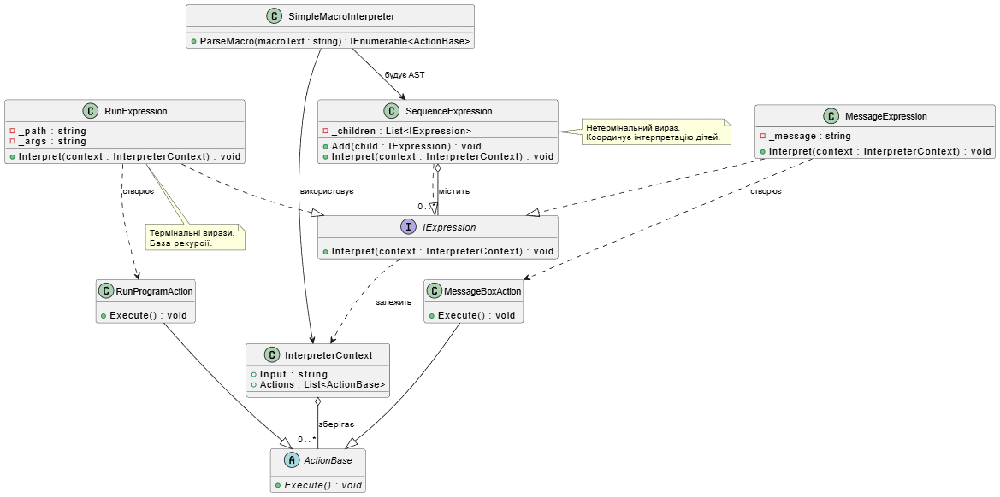 C SimpleMacroInterpreter
ParseMacro(macroText : string) : IEnumerable<ActionBase>
будує AST
C RunExpression
_path : string
_args : string
Interpret(context : InterpreterContext) : void
C SequenceExpression
_children : List<IExpression>
Add(child : IExpression) : void
Interpret(context : InterpreterContext) : void
Нетермінальний вираз.
Координує інтерпретацію дітей.
C MessageExpression
_message : string
Interpret(context : InterpreterContext) : void
створює
використовує
містить
створює
0..*
Термінальні вирази.
База рекурсії.
I IExpression
Interpret(context : InterpreterContext) : void
C RunProgramAction
Execute() : void
залежить
C MessageBoxAction
Execute() : void
C InterpreterContext
Input : string
Actions : List<ActionBase>
зберігає
0..*
A ActionBase
Execute() : void